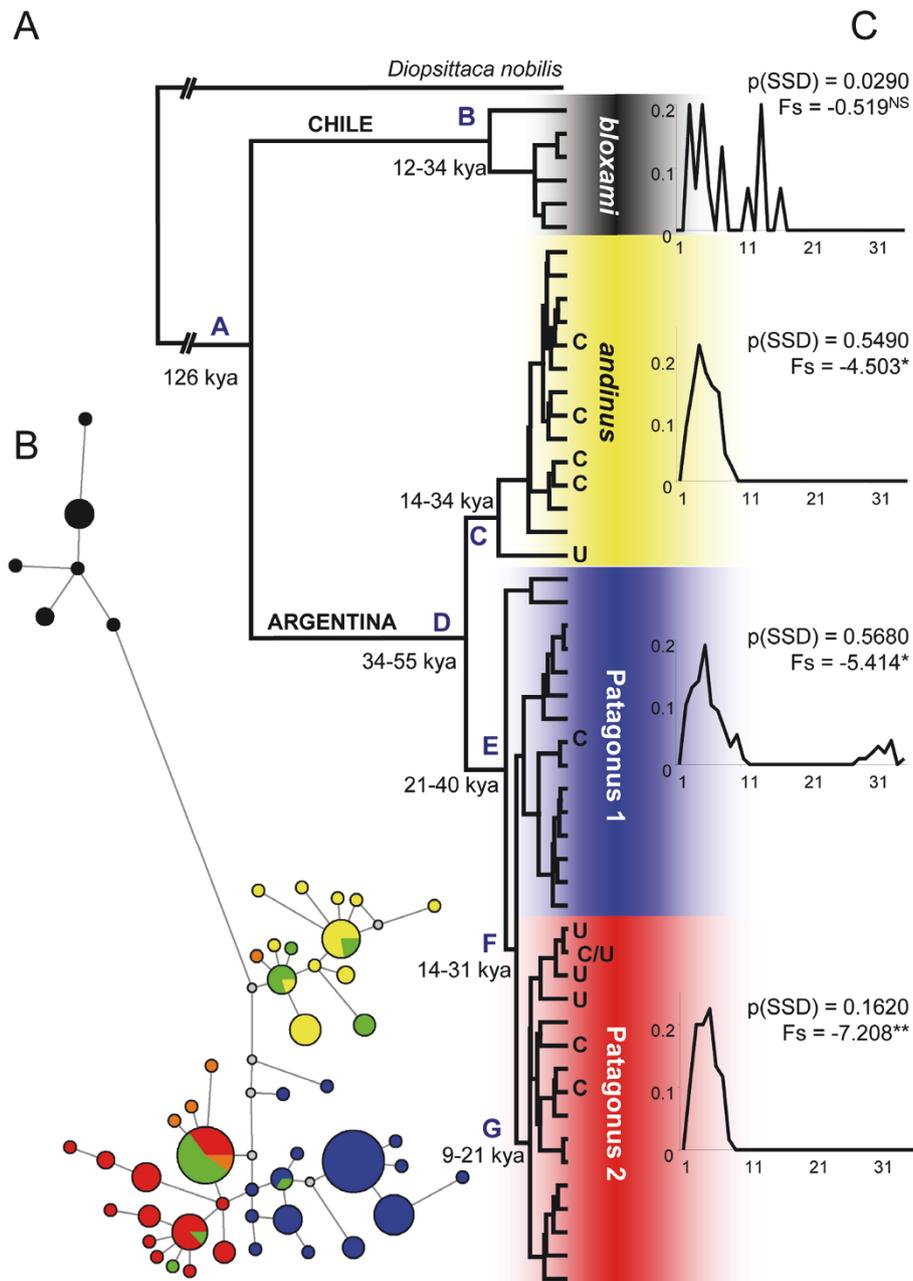 A
C
Diopsittaca nobilis
CHILE
B
12-34 kya
bloxami
p(SSD) = 0.0290
Fs = -0.519NS
0.2
0.1
0
1
11
21
31
A
126 kya
C
C
C
C
U
andinus
14-34 kya
C
p(SSD) = 0.5490
Fs = -4.503*
0.2
0.1
0
1
11
21
31
B
ARGENTINA
D
34-55 kya
E
21-40 kya
C
Patagonus 1
p(SSD) = 0.5680
Fs = -5.414*
0.2
0.1
0
1
11
21
31
F
14-31 kya
U
C/U
U
U
C
C
Patagonus 2
G
9-21 kya
p(SSD) = 0.1620
Fs = -7.208**
0.2
0.1
0
1
11
21
31